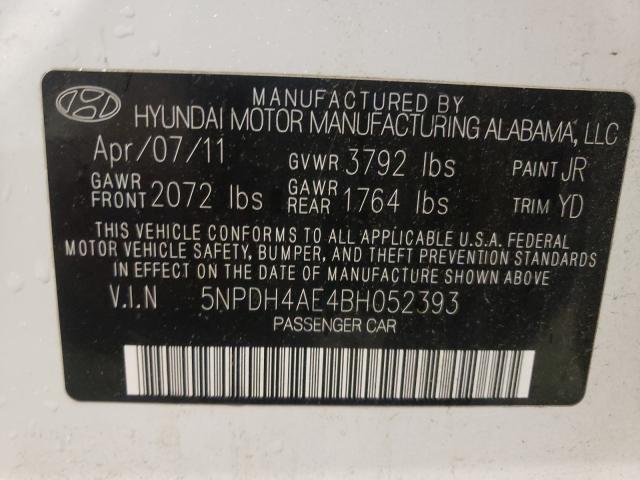 MANUFACTURED BY
HYUNDAI MOTOR MANUFACTURING ALABAMA, LLC
Apr/07/11 GVWR 3792 lbs PAINT JR
GAWR FRONT 2072 lbs GAWR REAR 1764 lbs TRIM YD
THIS VEHICLE CONFORMS TO ALL APPLICABLE U.S.A. FEDERAL
MOTOR VEHICLE SAFETY, BUMPER, AND THEFT PREVENTION STANDARDS
IN EFFECT ON THE DATE OF MANUFACTURE SHOWN ABOVE
V.I.N 5NPDH4AE4BH052393
PASSENGER CAR